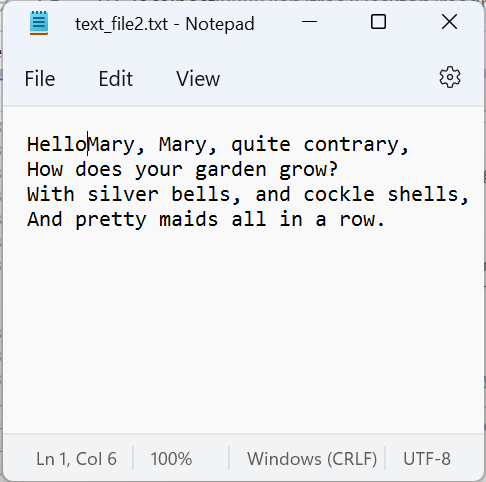 text_file2.txt - Notepad
File Edit View
HelloMary, Mary, quite contrary,
How does your garden grow?
With silver bells, and cockle shells,
And pretty maids all in a row.
Ln 1, Col 6 100% Windows (CRLF) UTF-8